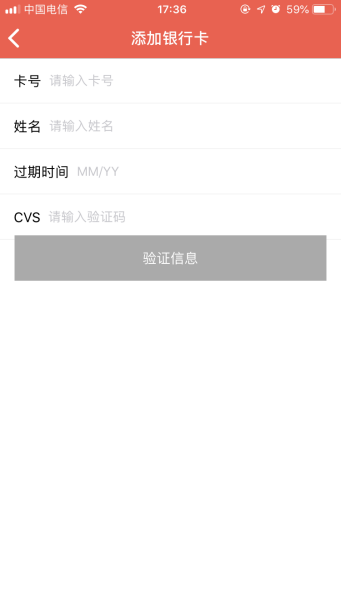 中国电信 17:36 59%
添加银行卡
卡号 请输入卡号
姓名 请输入姓名
过期时间 MM/YY
CVS 请输入验证码
验证信息